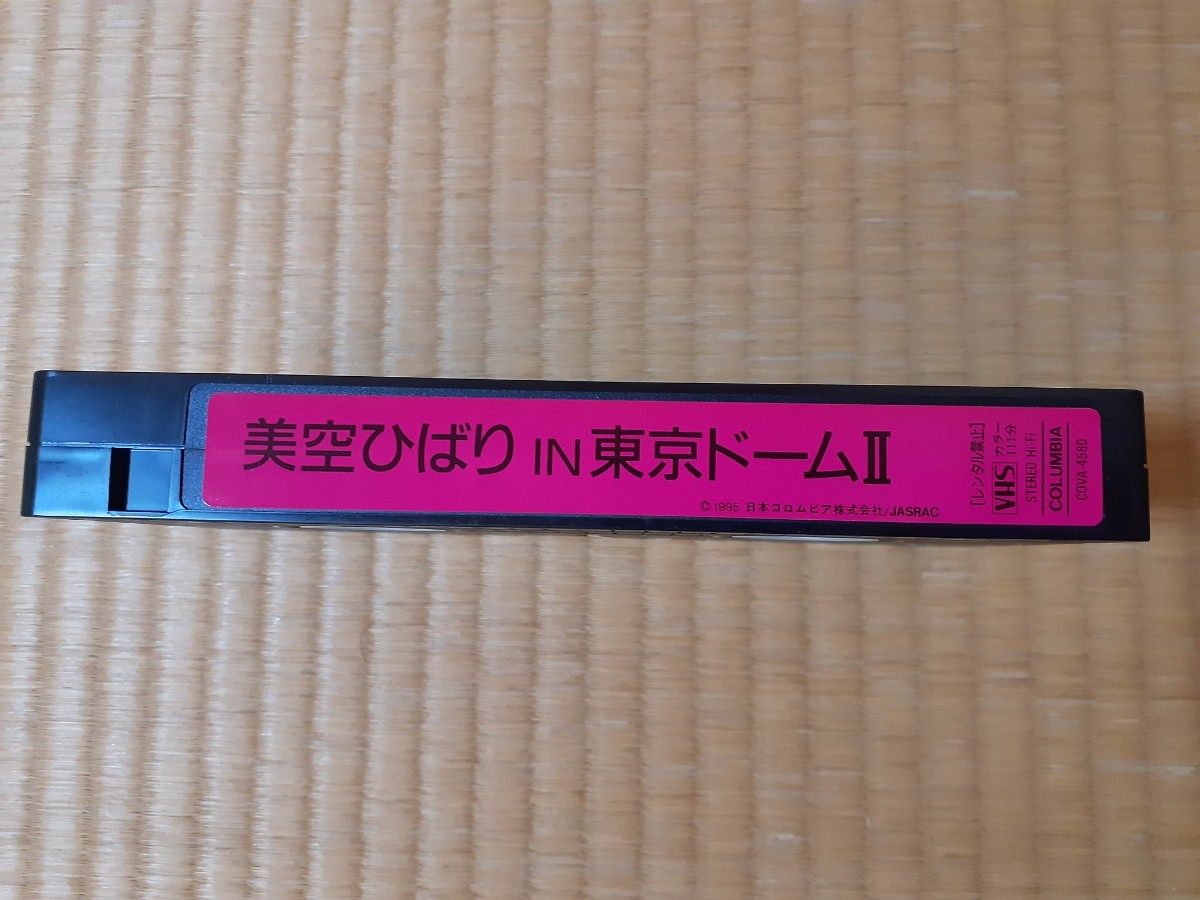 美空ひばり IN 東京ドームⅡ
©1995 日本コロムビア株式会社/JASRAC
[レンタル禁止]
VHS カラー 111分
STEREO Hi-Fi
COLUMBIA
COVA-4580